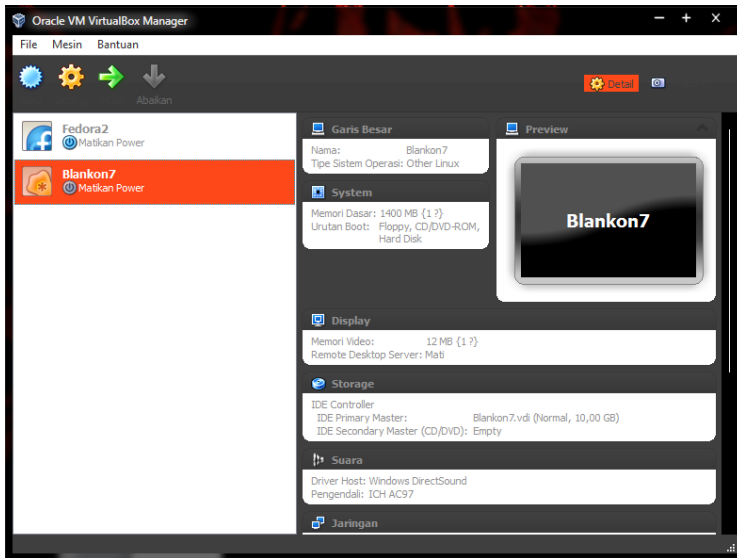 Oracle VM VirtualBox Manager
File Mesin Bantuan
Abaikan
Detail
Fedora2
Matikan Power
Blankon7
Matikan Power
Garis Besar
Nama: Blankon7
Tipe Sistem Operasi: Other Linux
Preview
Blankon7
System
Memori Dasar: 1400 MB {1 ?}
Urutan Boot: Floppy, CD/DVD-ROM,
Hard Disk
Display
Memori Video: 12 MB {1 ?}
Remote Desktop Server: Mati
Storage
IDE Controller
IDE Primary Master: Blankon7.vdi (Normal, 10,00 GB)
IDE Secondary Master (CD/DVD): Empty
Suara
Driver Host: Windows DirectSound
Pengendali: ICH AC97
Jaringan